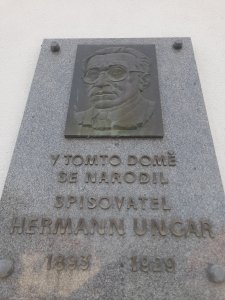 V TOMTO DOMĚ
SE NARODIL
SPISOVATEL
HERMANN UNGAR
1893 1929